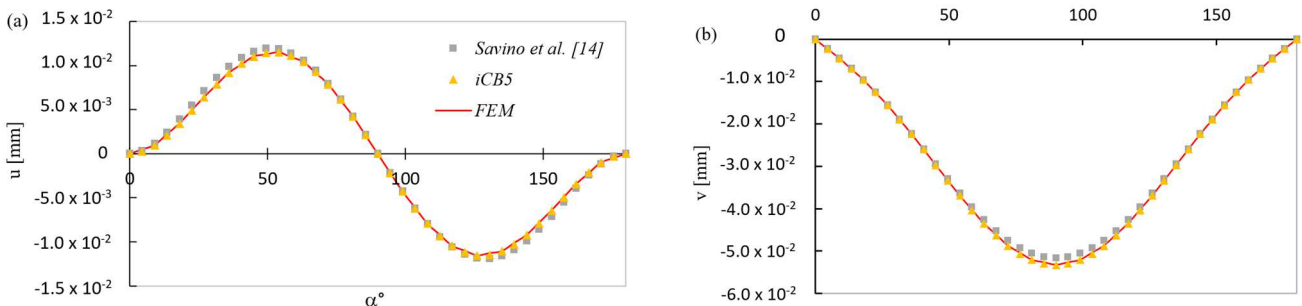 (a)
u [mm]
1.5 x 10-2
1.0 x 10-2
5.0 x 10-3
0
-5.0 x 10-3
-1.0 x 10-2
-1.5 x 10-2
0
50
100
150
α°
Savino et al. [14]
iCB5
FEM
(b)
v [mm]
0
50
100
150
0
-1.0 x 10-2
-2.0 x 10-2
-3.0 x 10-2
-4.0 x 10-2
-5.0 x 10-2
-6.0 x 10-2